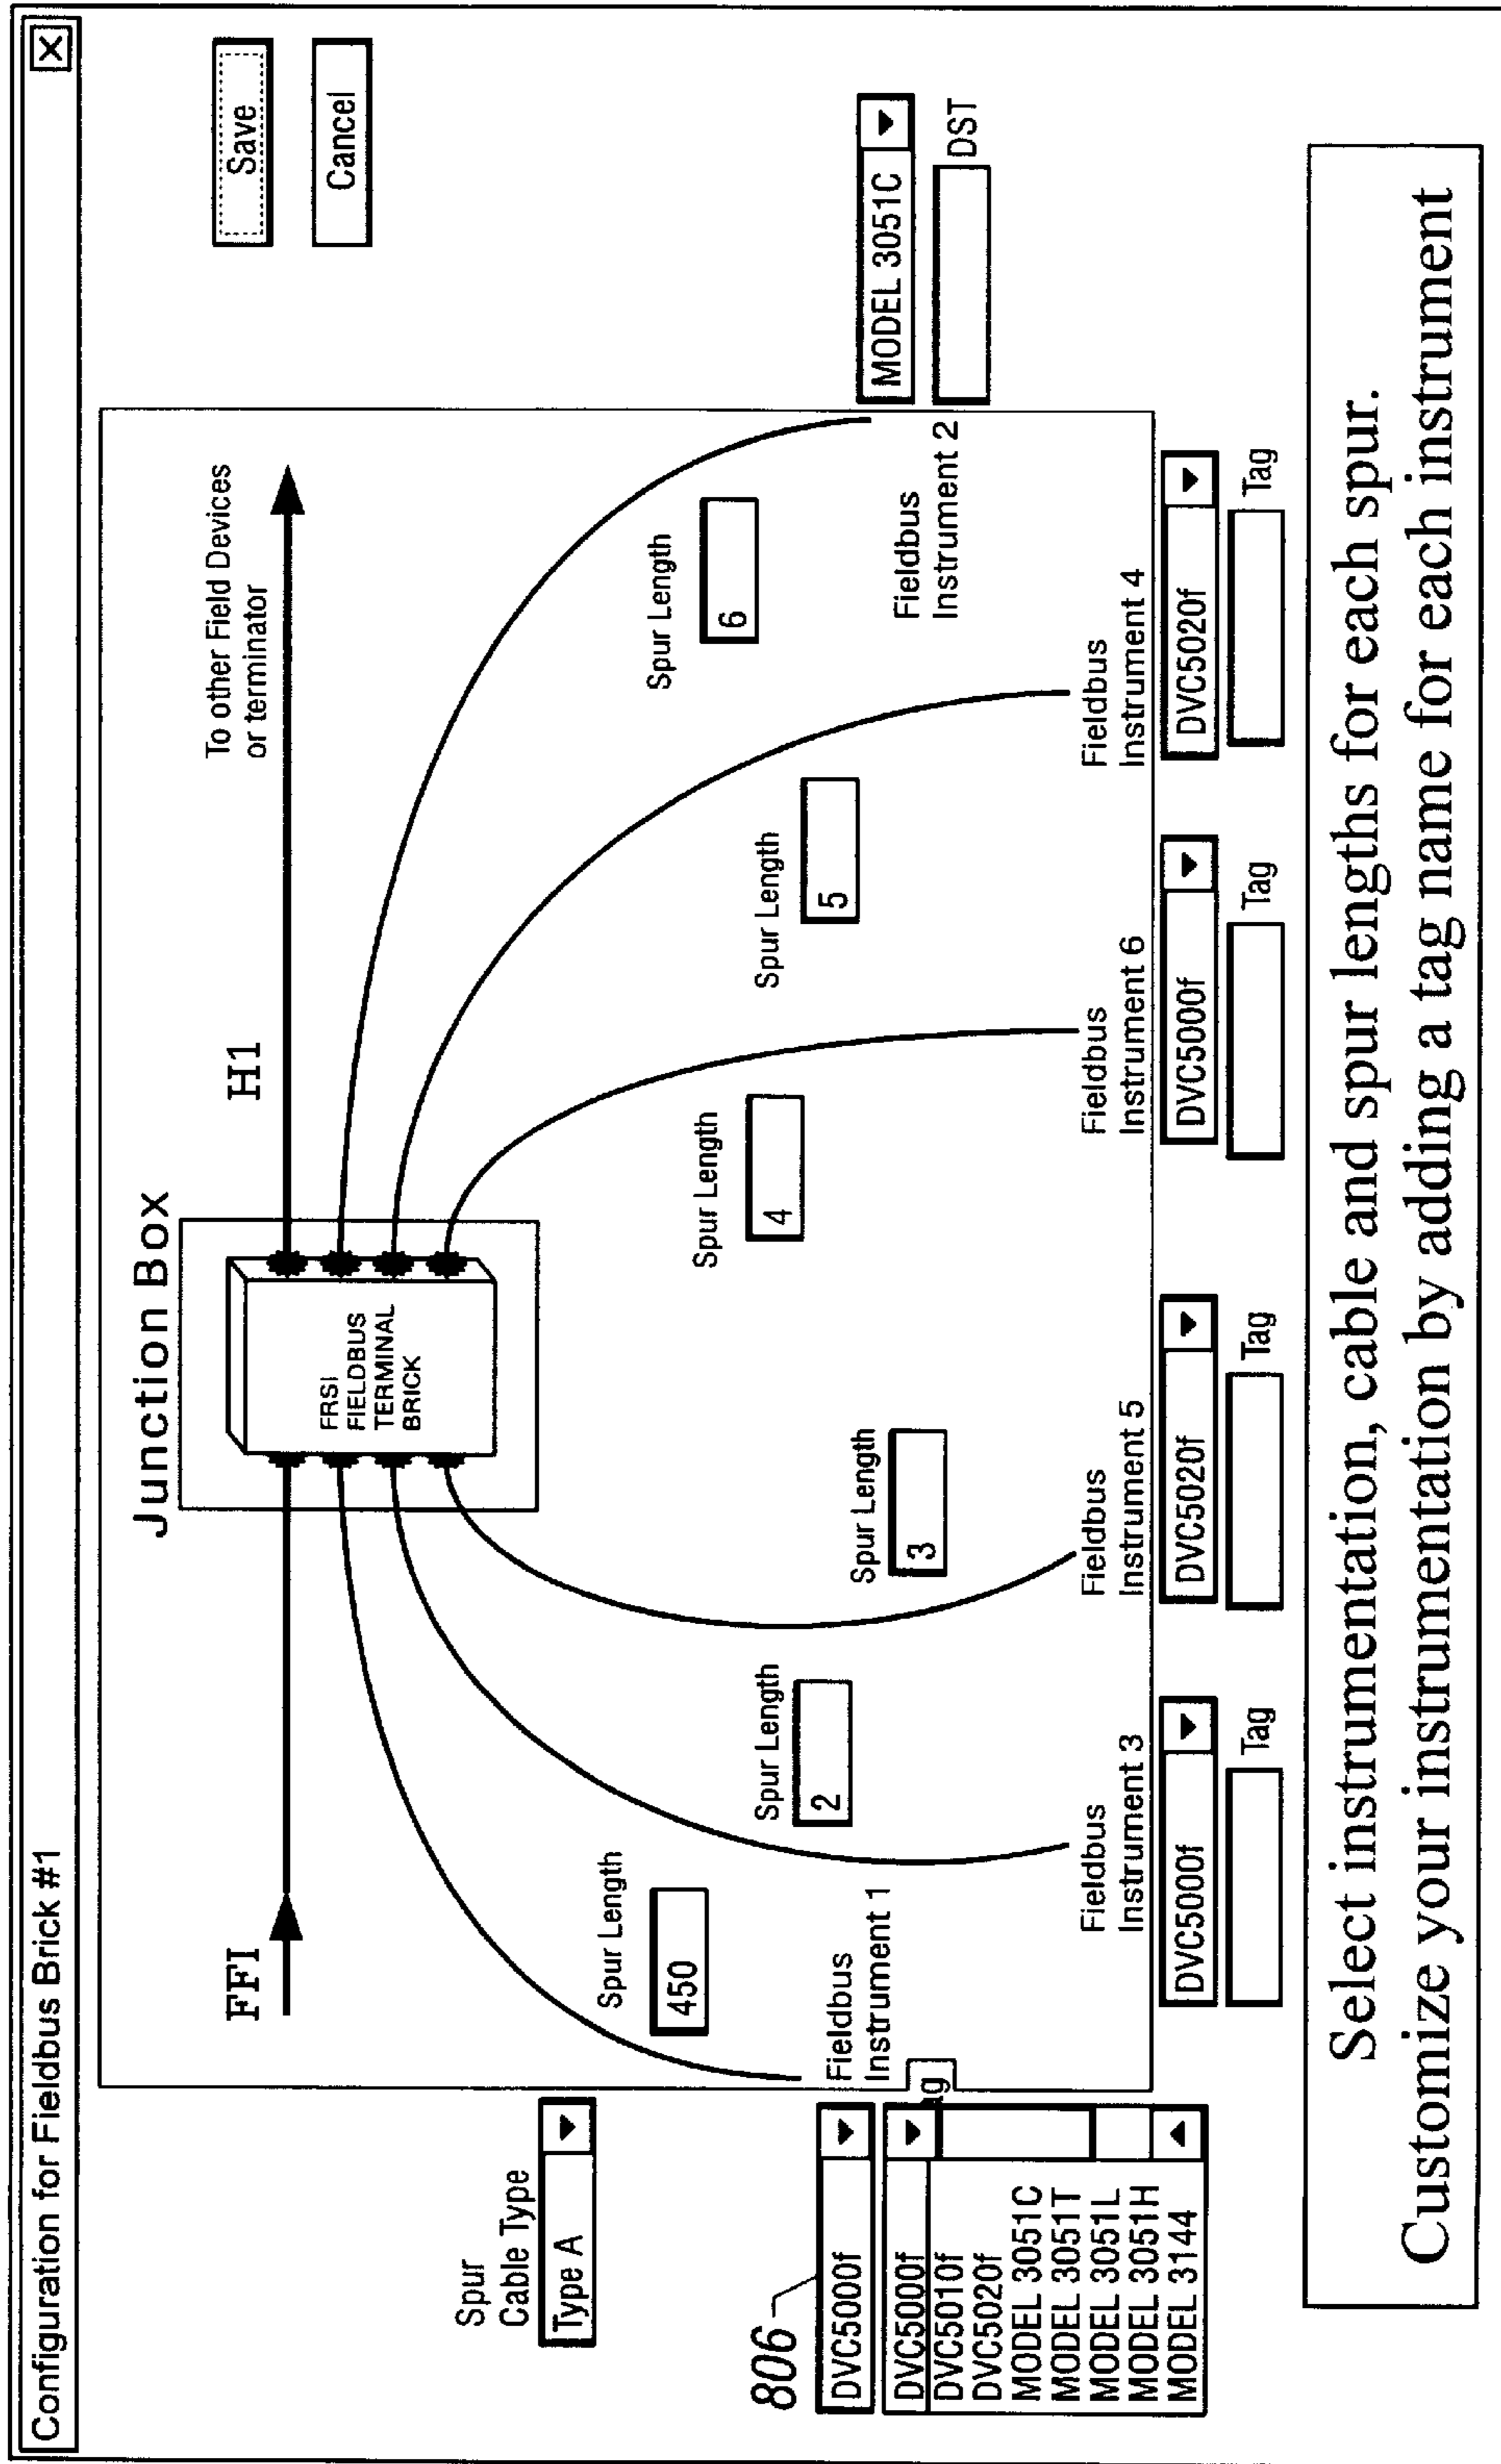 Configuration for Fieldbus Brick #1
Save
Cancel
Junction Box
FFI
H1
To other Field Devices
or terminator
FRSI
FIELDBUS
TERMINAL
BRICK
Spur
Cable Type
Type A
Spur Length
450
Spur Length
2
Spur Length
3
Spur Length
4
Spur Length
5
Spur Length
6
806
DVC5000f
DVC5000f
DVC5010f
DVC5020f
MODEL 3051C
MODEL 3051T
MODEL 3051L
MODEL 3051H
MODEL 3144
ag
Fieldbus
Instrument 1
Fieldbus
Instrument 2
MODEL 3051C
DST
Fieldbus
Instrument 3
DVC5000f
Tag
Fieldbus
Instrument 5
DVC5020f
Tag
Fieldbus
Instrument 6
DVC5000f
Tag
Fieldbus
Instrument 4
DVC5020f
Tag
Select instrumentation, cable and spur lengths for each spur.
Customize your instrumentation by adding a tag name for each instrument